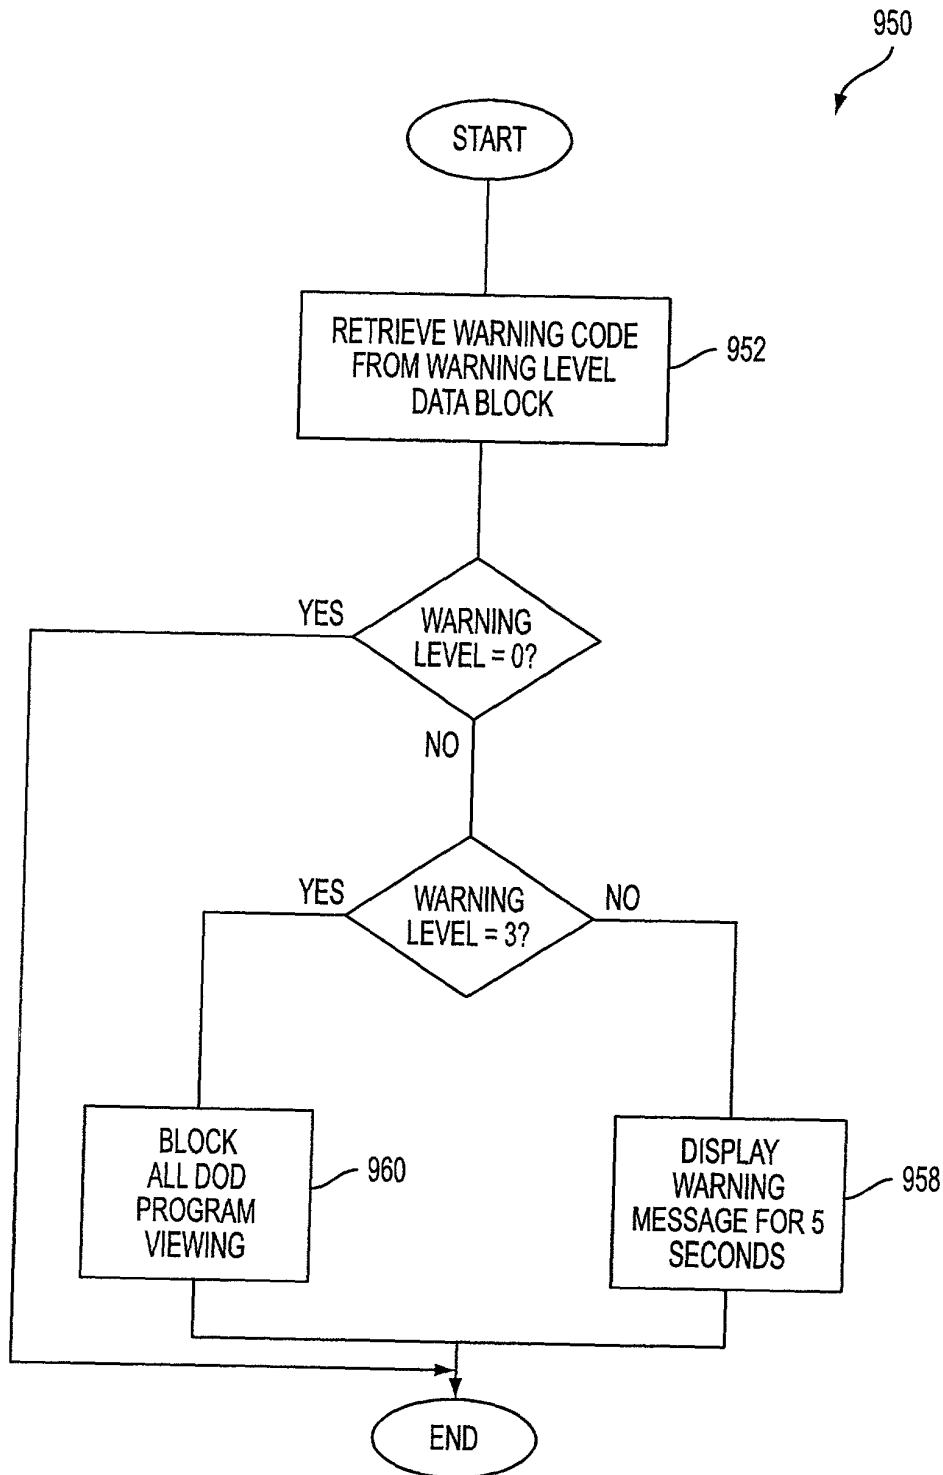 950
START
RETRIEVE WARNING CODE
FROM WARNING LEVEL
DATA BLOCK
952
YES
WARNING
LEVEL = 0?
NO
YES
WARNING
LEVEL = 3?
NO
BLOCK
ALL DOD
PROGRAM
VIEWING
960
DISPLAY
WARNING
MESSAGE FOR 5
SECONDS
958
END